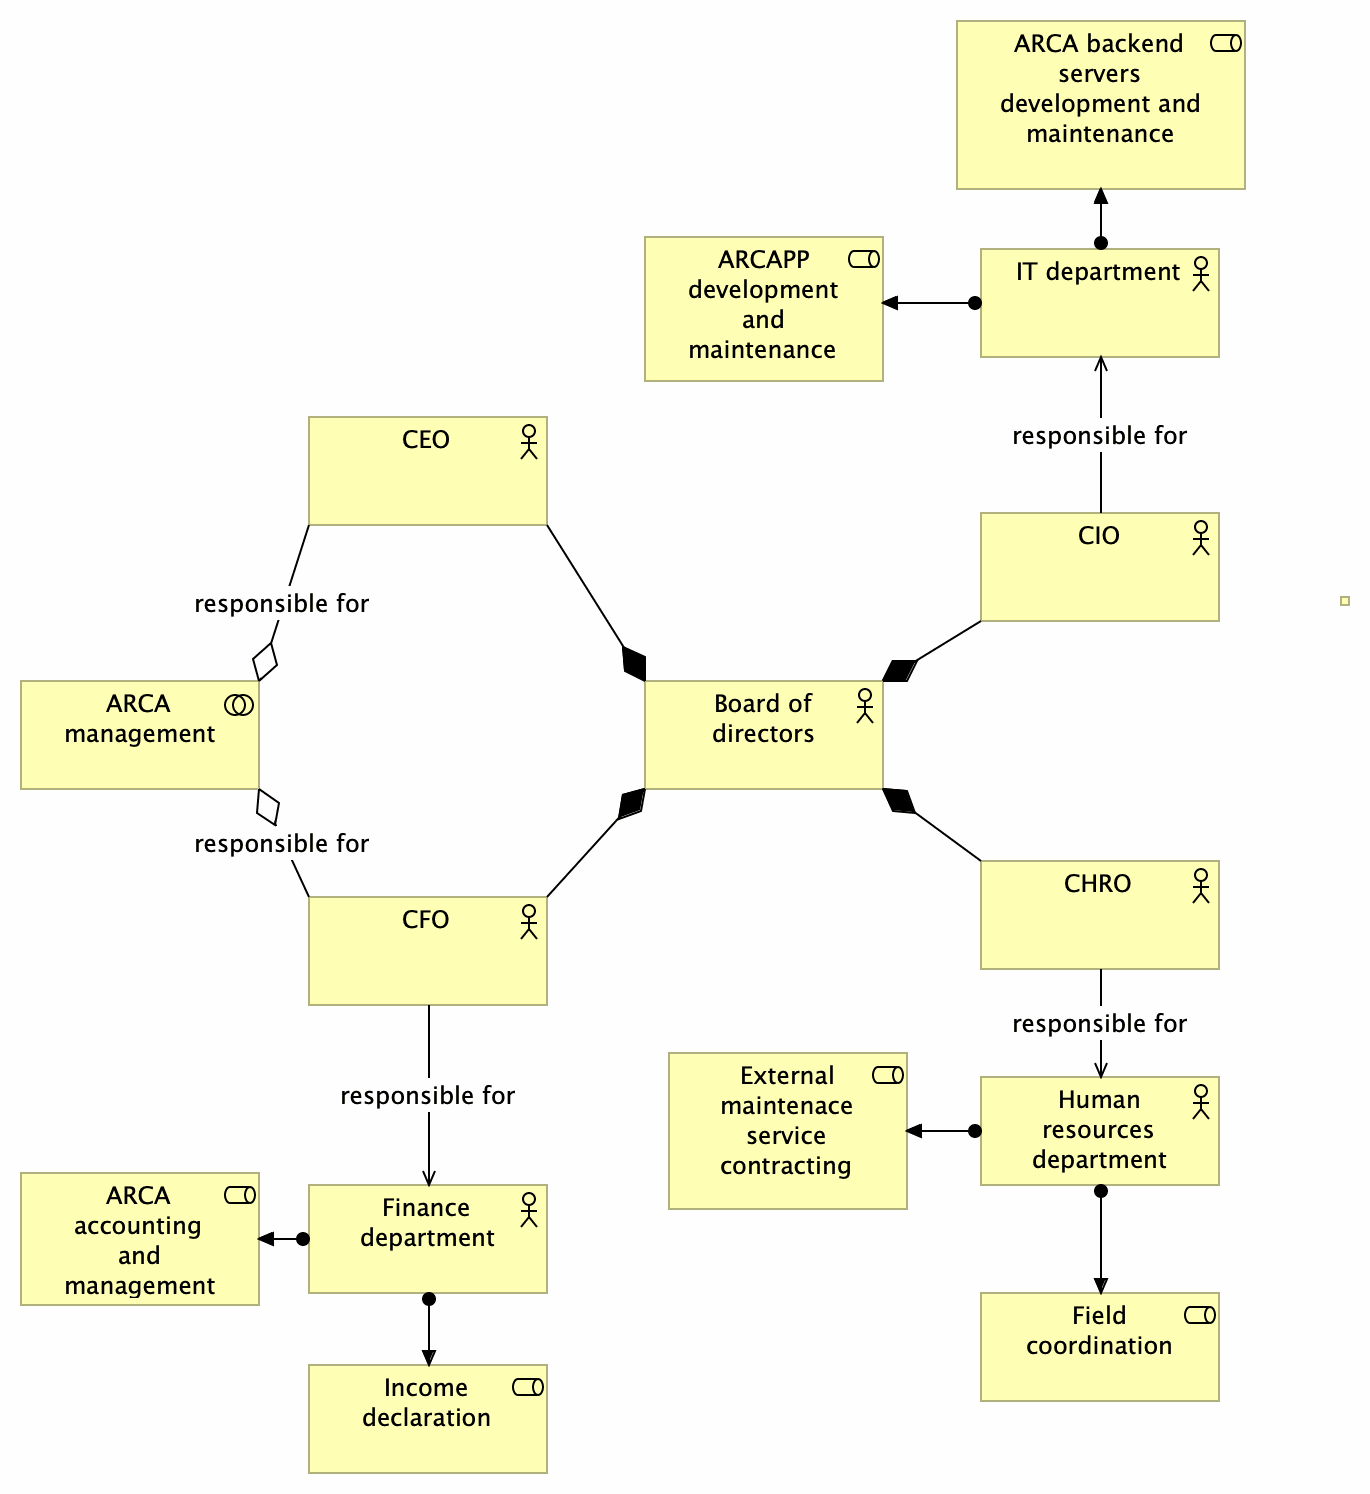 ARCA backend
servers
development and
maintenance
ARCAPP
development
and
maintenance
IT department
responsible for
CEO
CIO
responsible for
ARCA
management
Board of
directors
responsible for
CFO
CHRO
responsible for
responsible for
External
maintenace
service
contracting
Human
resources
department
ARCA
accounting
and
management
Finance
department
Field
coordination
Income
declaration